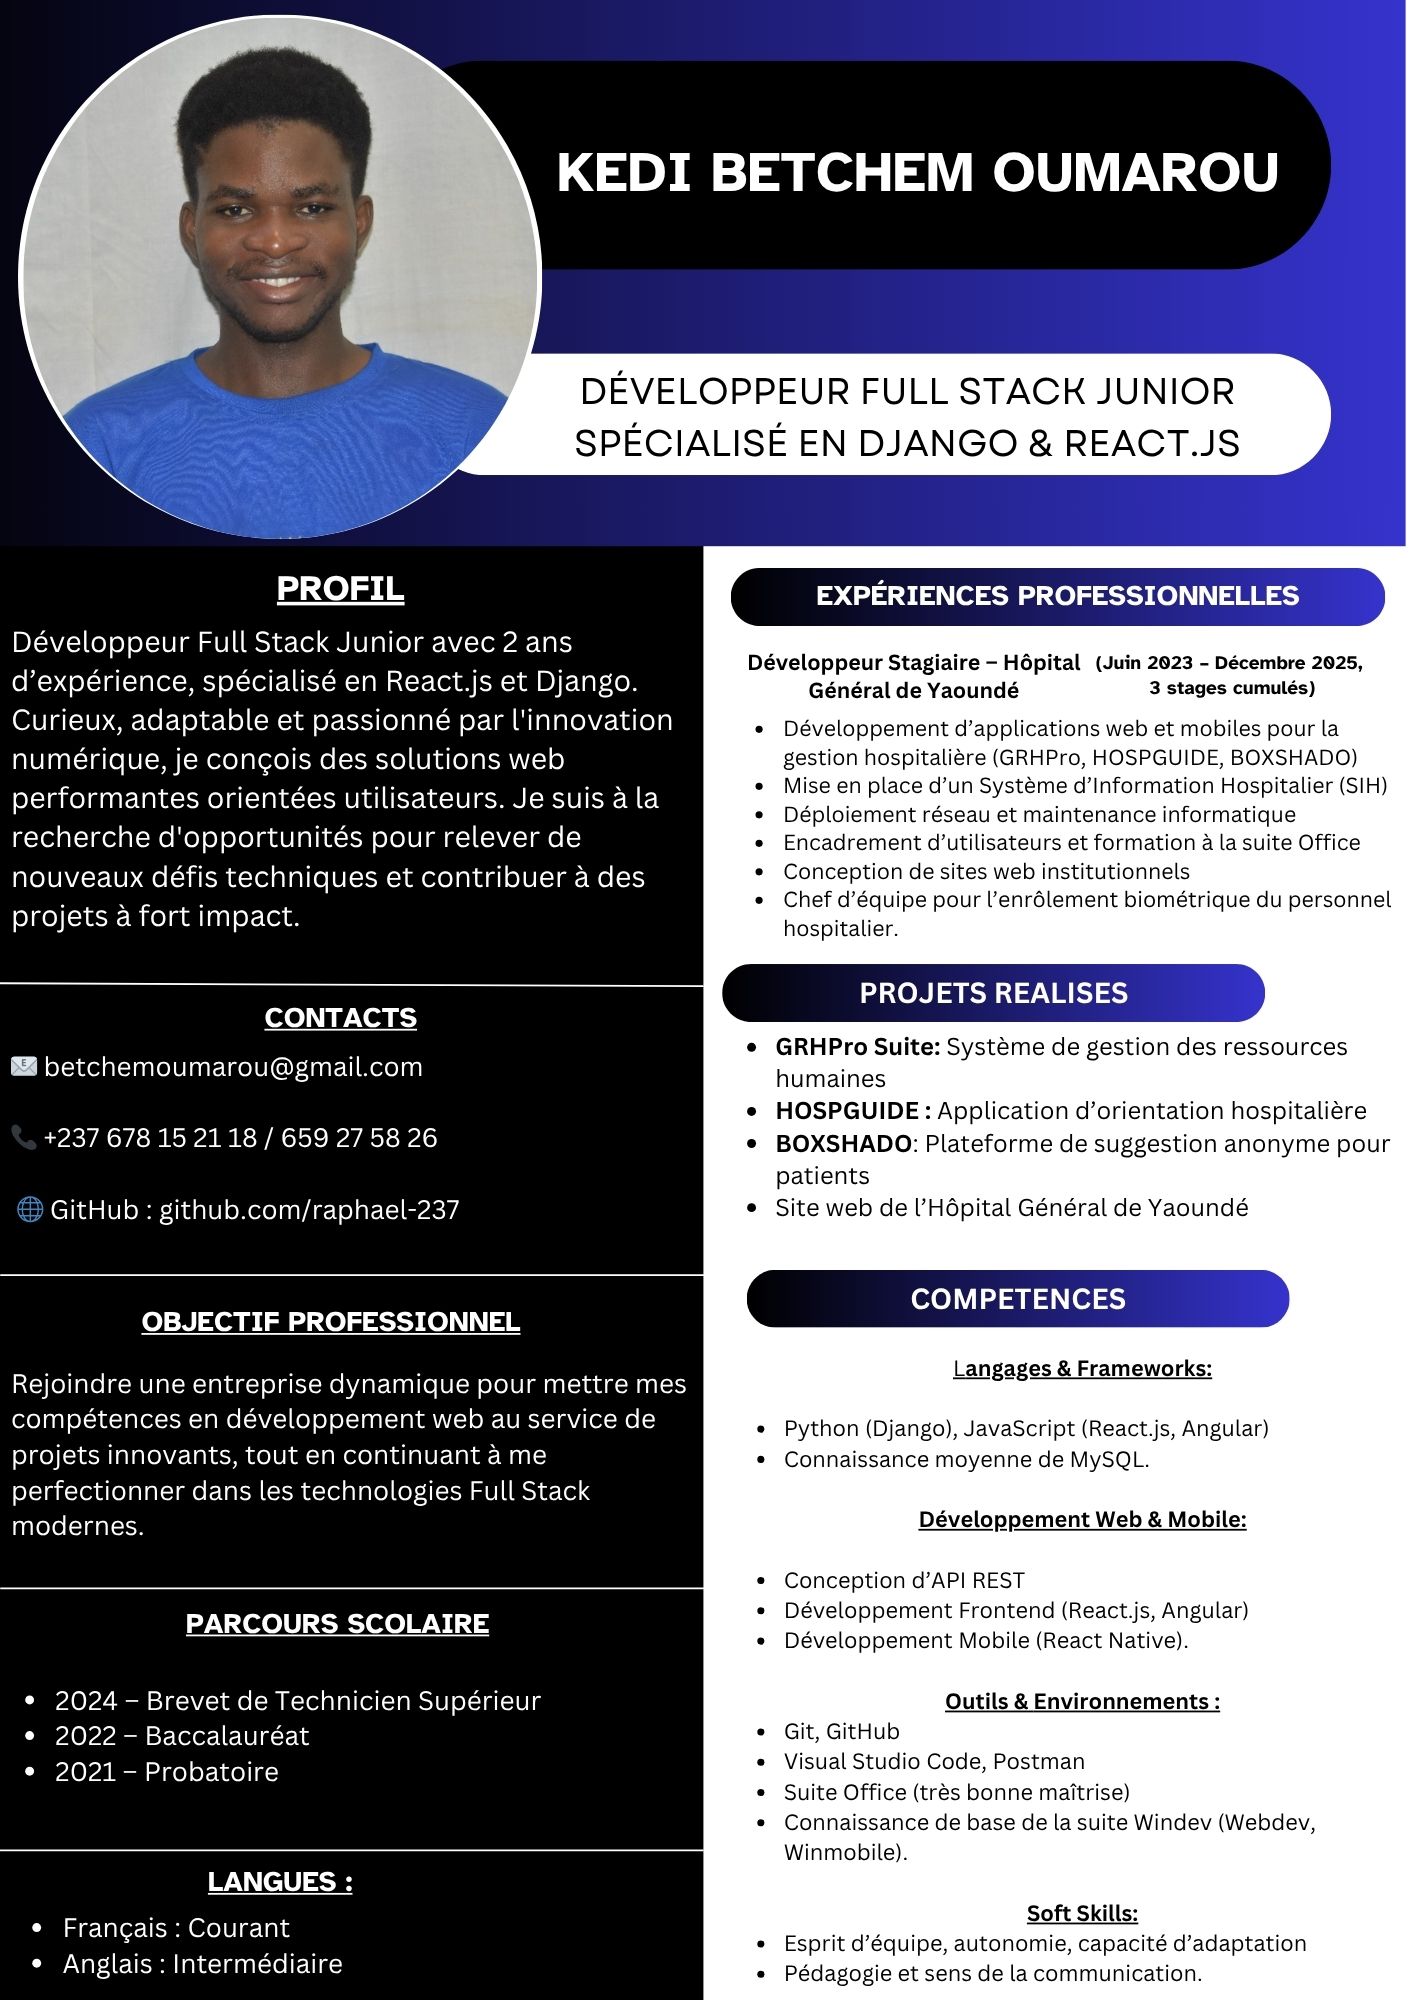 KEDI BETCHEM OUMAROU
DÉVELOPPEUR FULL STACK JUNIOR
SPÉCIALISÉ EN DJANGO & REACT.JS
PROFIL
Développeur Full Stack Junior avec 2 ans
d’expérience, spécialisé en React.js et Django.
Curieux, adaptable et passionné par l'innovation
numérique, je conçois des solutions web
performantes orientées utilisateurs. Je suis à la
recherche d'opportunités pour relever de
nouveaux défis techniques et contribuer à des
projets à fort impact.
CONTACTS
betchemoumarou@gmail.com
+237 678 15 21 18 / 659 27 58 26
GitHub : github.com/raphael-237
OBJECTIF PROFESSIONNEL
Rejoindre une entreprise dynamique pour mettre mes
compétences en développement web au service de
projets innovants, tout en continuant à me
perfectionner dans les technologies Full Stack
modernes.
PARCOURS SCOLAIRE
• 2024 – Brevet de Technicien Supérieur
• 2022 – Baccalauréat
• 2021 – Probatoire
LANGUES :
• Français : Courant
• Anglais : Intermédiaire
EXPÉRIENCES PROFESSIONNELLES
Développeur Stagiaire – Hôpital
Général de Yaoundé
(Juin 2023 – Décembre 2025,
3 stages cumulés)
• Développement d’applications web et mobiles pour la
gestion hospitalière (GRHPro, HOSPGUIDE, BOXSHADO)
• Mise en place d’un Système d’Information Hospitalier (SIH)
• Déploiement réseau et maintenance informatique
• Encadrement d’utilisateurs et formation à la suite Office
• Conception de sites web institutionnels
• Chef d’équipe pour l’enrôlement biométrique du personnel
hospitalier.
PROJETS REALISES
• GRHPro Suite: Système de gestion des ressources
humaines
• HOSPGUIDE : Application d’orientation hospitalière
• BOXSHADO: Plateforme de suggestion anonyme pour
patients
• Site web de l’Hôpital Général de Yaoundé
COMPETENCES
Langages & Frameworks:
• Python (Django), JavaScript (React.js, Angular)
• Connaissance moyenne de MySQL.
Développement Web & Mobile:
• Conception d’API REST
• Développement Frontend (React.js, Angular)
• Développement Mobile (React Native).
Outils & Environnements :
• Git, GitHub
• Visual Studio Code, Postman
• Suite Office (très bonne maîtrise)
• Connaissance de base de la suite Windev (Webdev,
Winmobile).
Soft Skills:
• Esprit d’équipe, autonomie, capacité d’adaptation
• Pédagogie et sens de la communication.